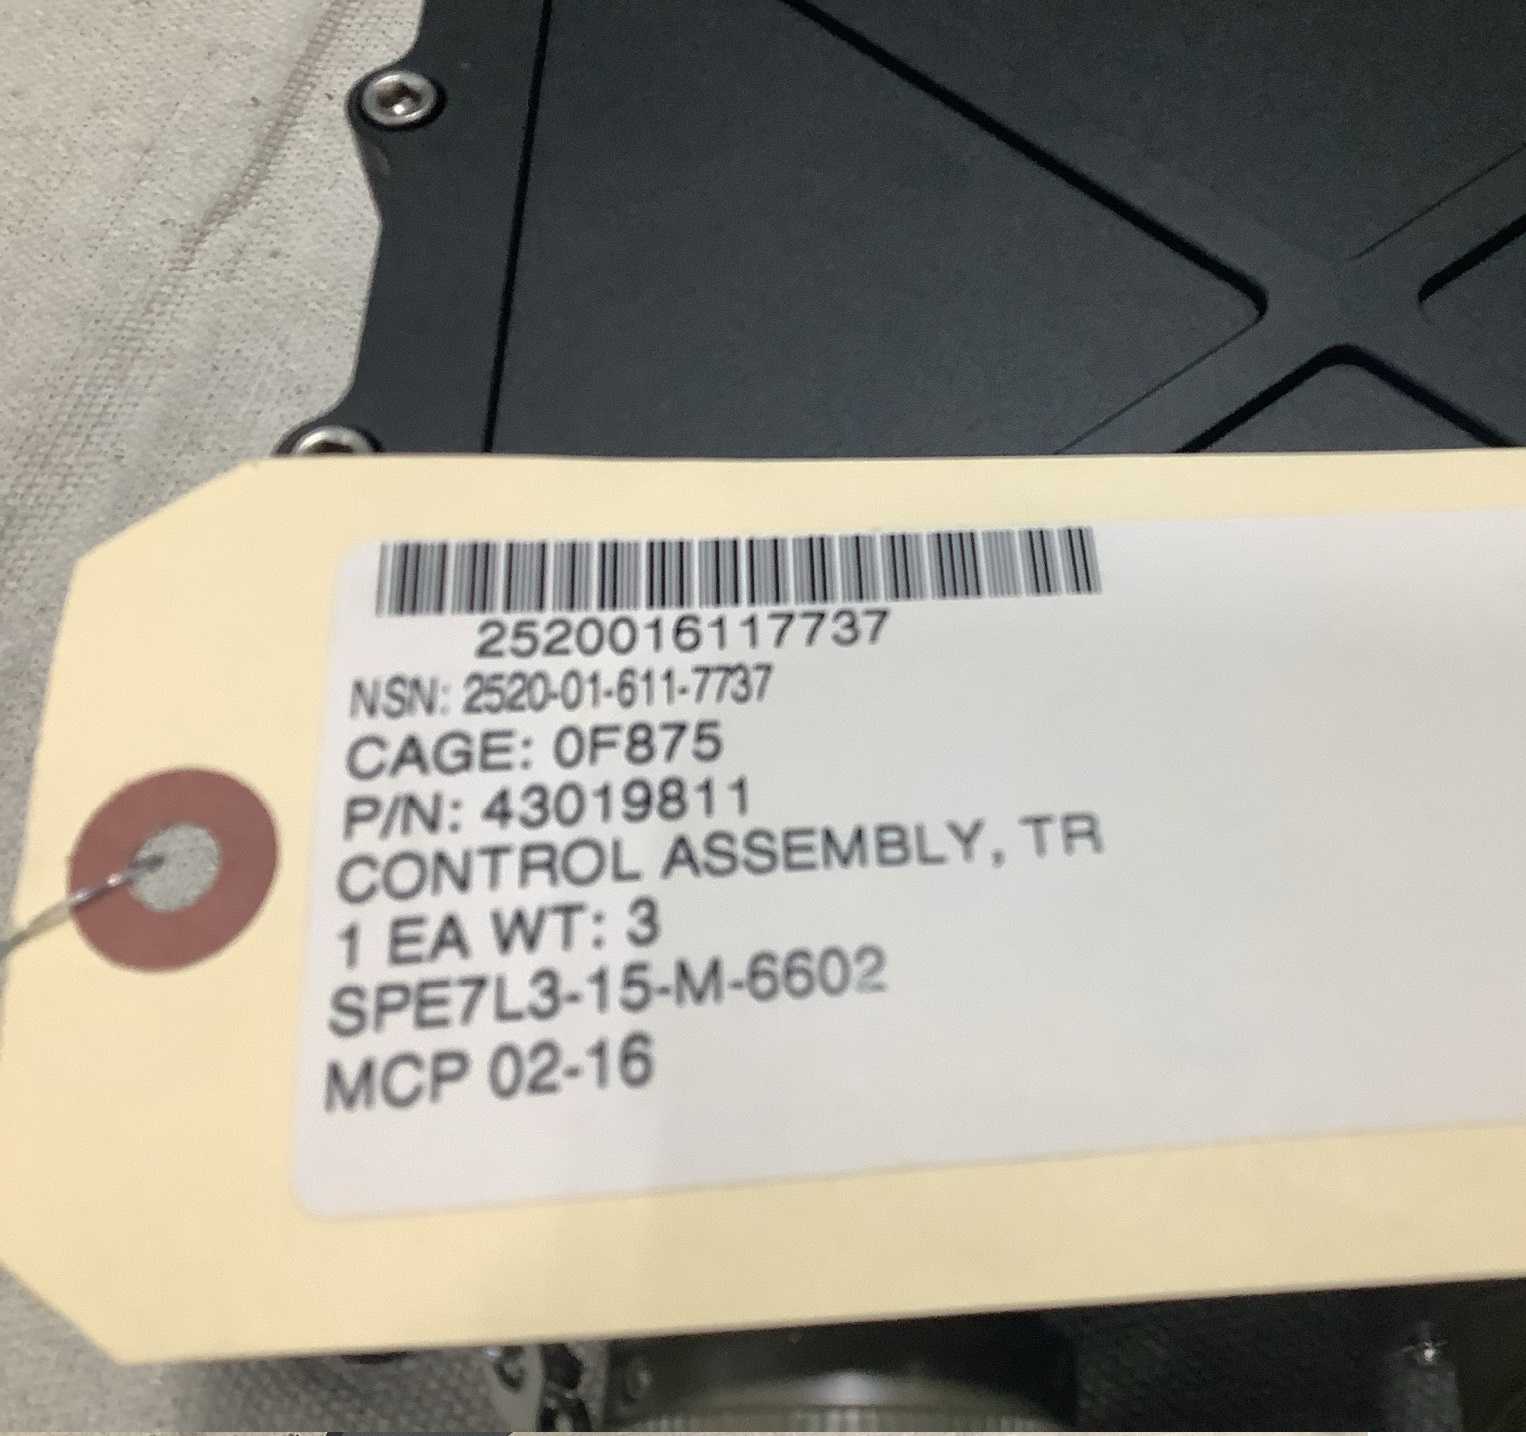 2520016117737
NSN: 2520-01-611-7737
CAGE: 0F875
P/N: 43019811
CONTROL ASSEMBLY, TR
1 EA WT: 3
SPE7L3-15-M-6602
MCP 02-16